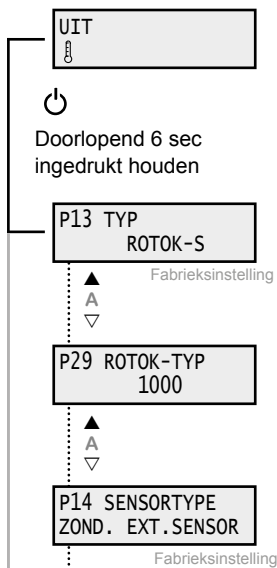 UIT
Doorlopend 6 sec
ingedrukt houden
P13 TYP
ROTOK-S
Fabrieksinstelling
A
P29 ROTOK-TYP
1000
A
P14 SENSORTYPE
ZOND. EXT.SENSOR
Fabrieksinstelling